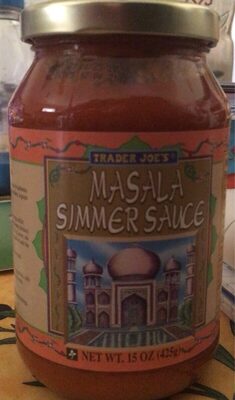 TRADER JOE'S®
MASALA
SIMMER SAUCE
NET WT. 15 OZ (425g)